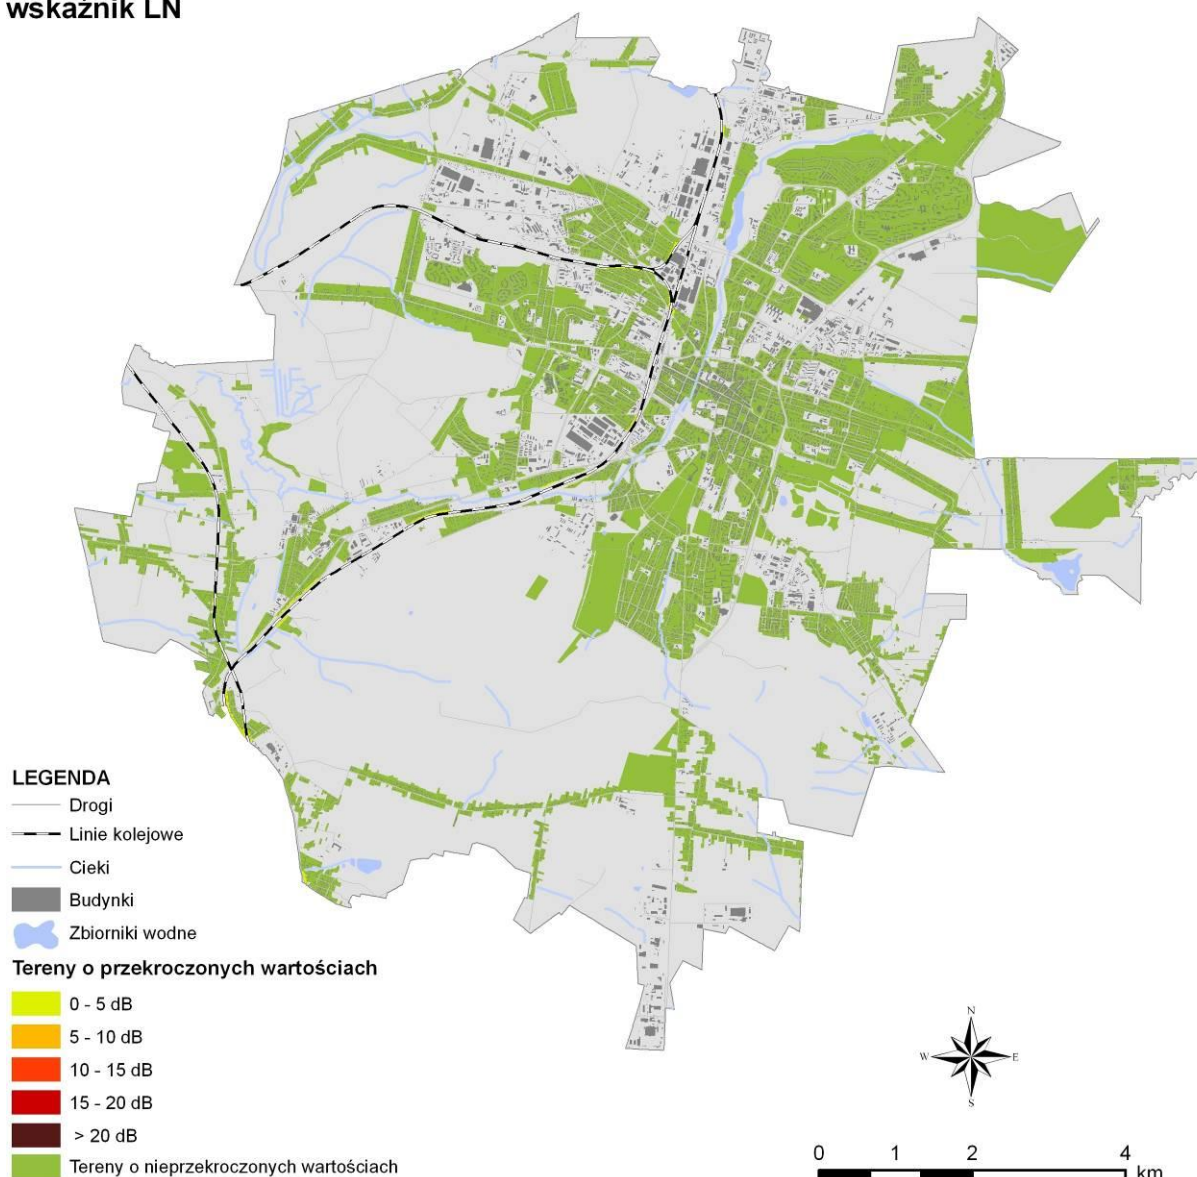 wskaźnik LN
LEGENDA
Drogi
Linie kolejowe
Cieki
Budynki
Zbiorniki wodne
Tereny o przekroczonych wartościach
0 - 5 dB
5 - 10 dB
10 - 15 dB
15 - 20 dB
> 20 dB
Tereny o nieprzekroczonych wartościach
N
W E
S
0 1 2 4
km